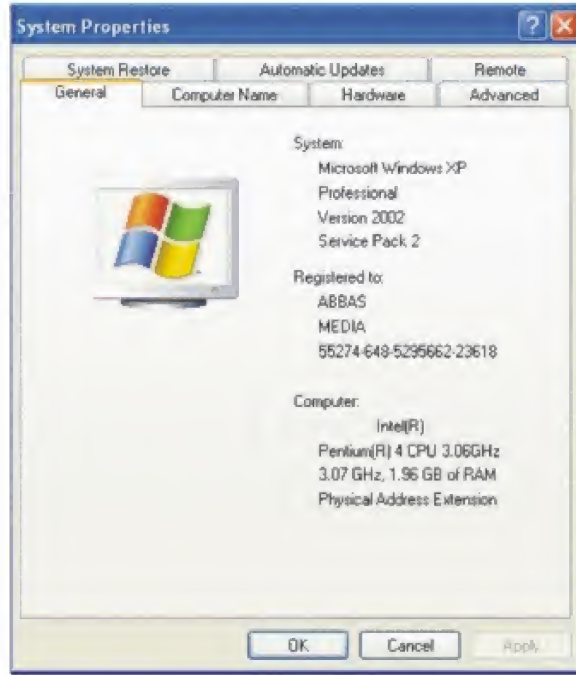 System Properties
System Restore Automatic Updates Remote
General Computer Name Hardware Advanced
System:
Microsoft Windows XP
Professional
Version 2002
Service Pack 2
Registered to:
ABBAS
MEDIA
55274-648-5295662-23618
Computer:
Intel(R)
Pentium(R) 4 CPU 3.06GHz
3.07 GHz, 1.96 GB of RAM
Physical Address Extension
OK Cancel Apply